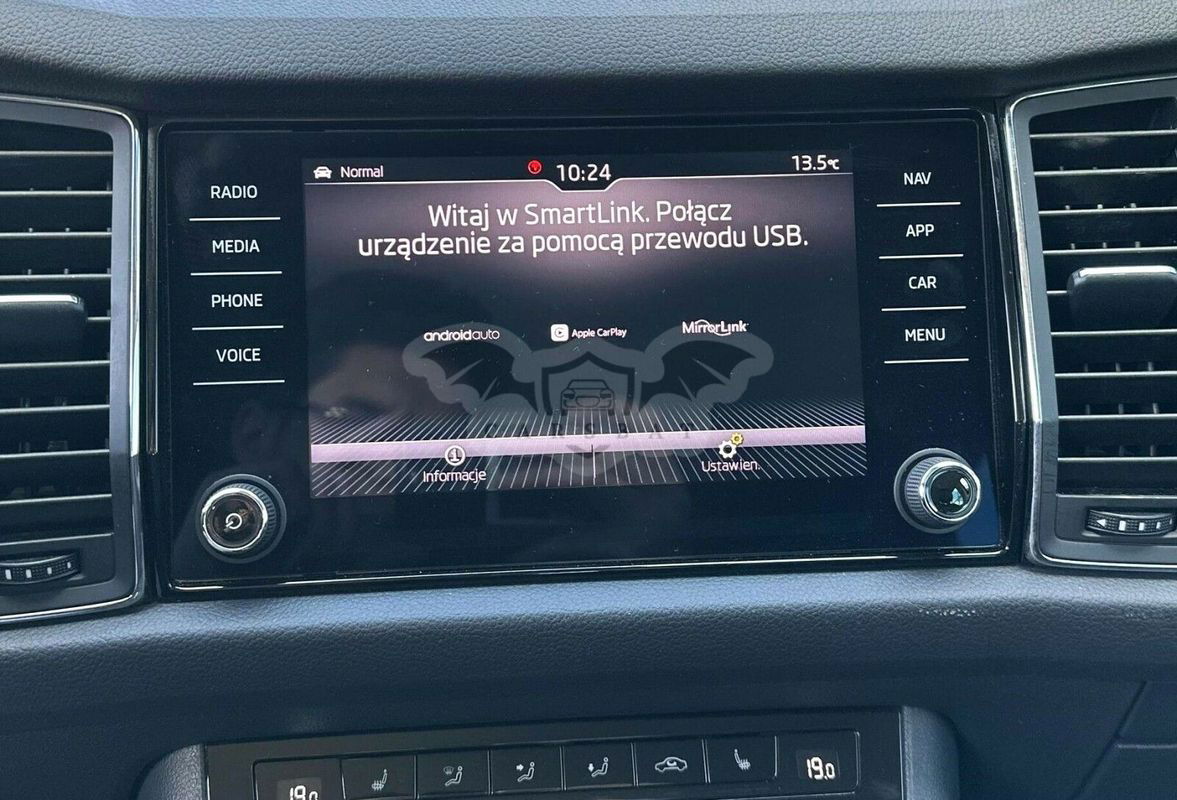 Normal
10:24
13.5°C
RADIO
MEDIA
PHONE
VOICE
NAV
APP
CAR
MENU
Witaj w SmartLink. Połącz
urządzenie za pomocą przewodu USB.
androidauto
Apple CarPlay
MirrorLink
CARSBAT
Informacje
Ustawien.
19.0
19.0